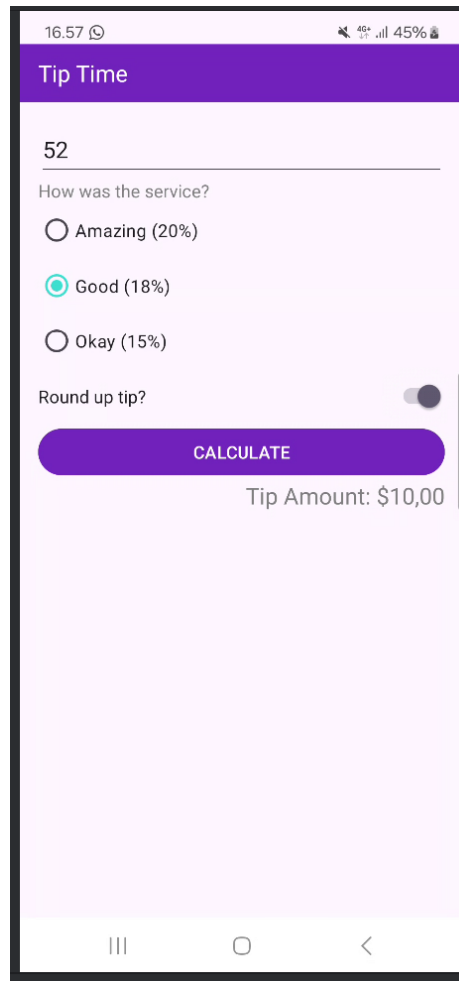 16.57 4G+ 45%
Tip Time
52
How was the service?
Amazing (20%)
Good (18%)
Okay (15%)
Round up tip?
CALCULATE
Tip Amount: $10,00